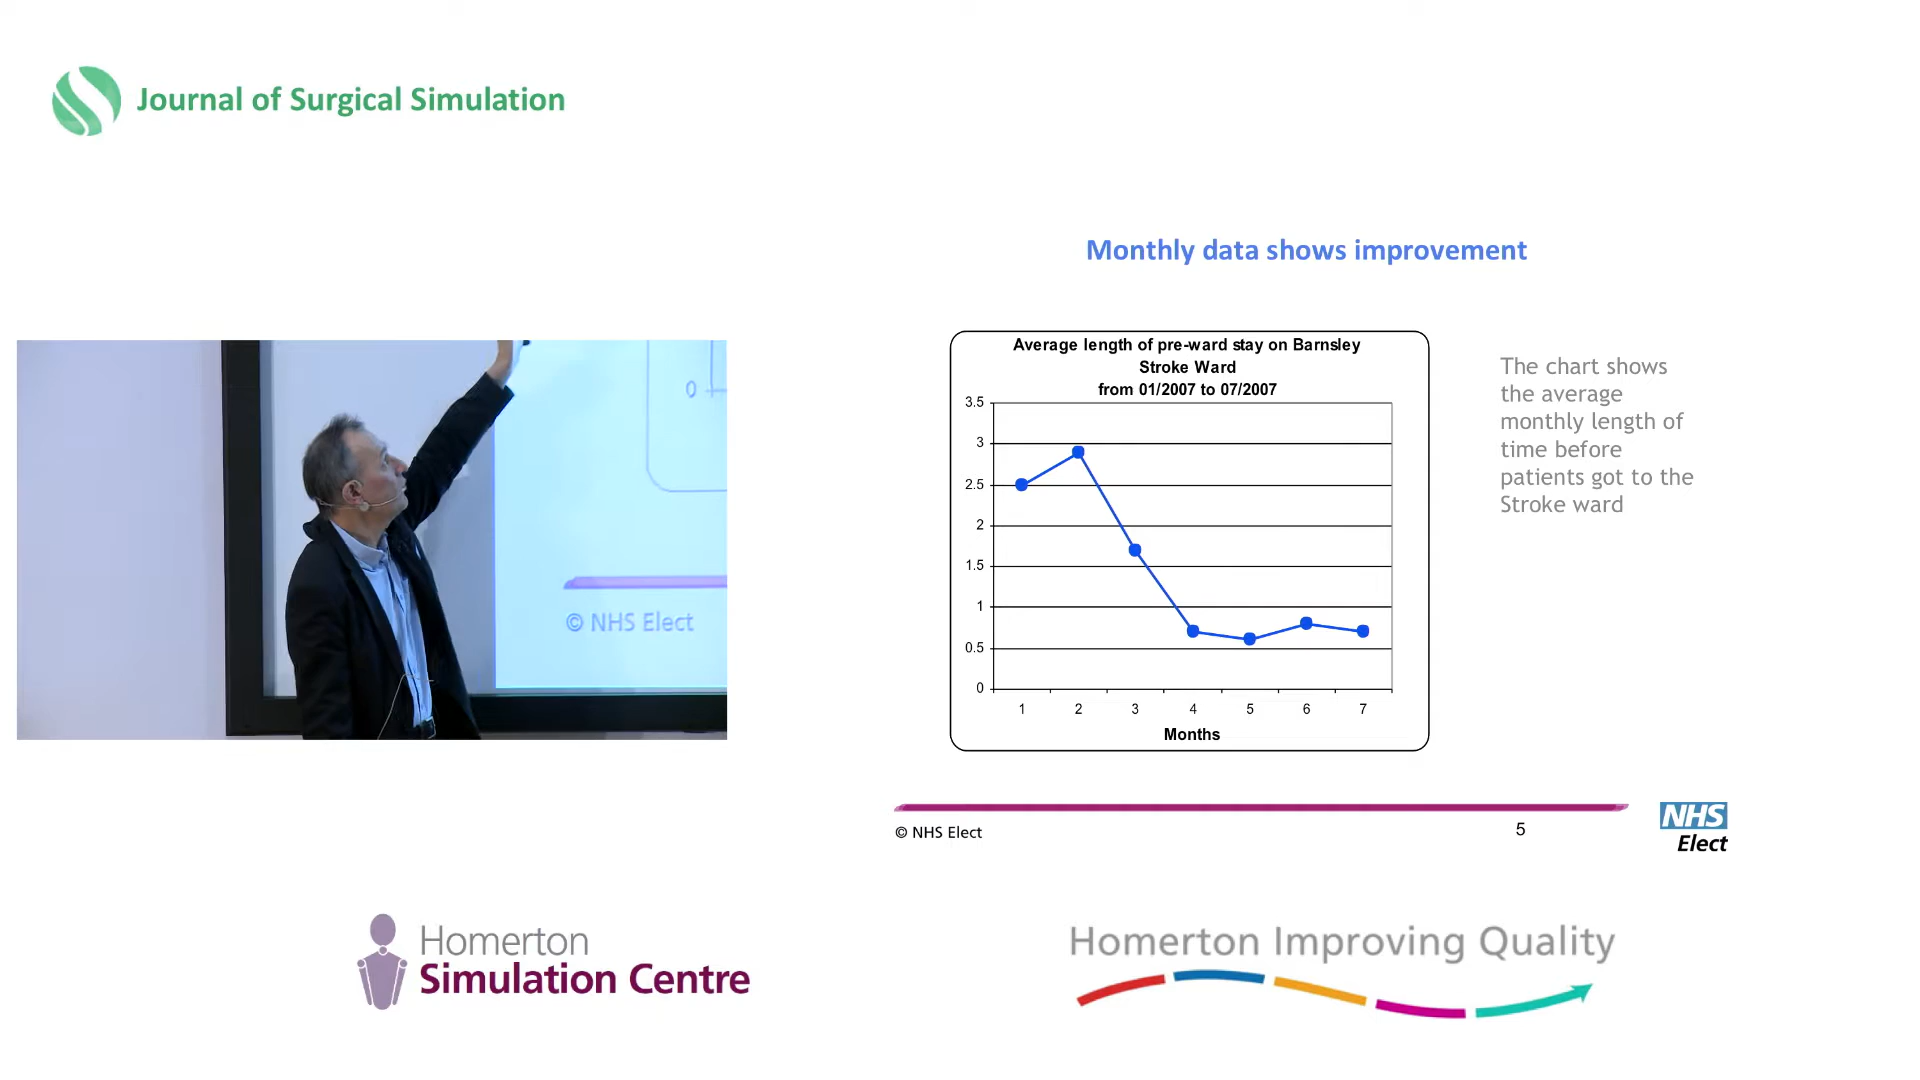 Journal of Surgical Simulation
Monthly data shows improvement
Average length of pre-ward stay on Barnsley
Stroke Ward
from 01/2007 to 07/2007
3.5
3
2.5
2
1.5
1
0.5
0
1 2 3 4 5 6 7
Months
The chart shows
the average
monthly length of
time before
patients got to the
Stroke ward
0
© NHS Elect
© NHS Elect
5
NHS
Elect
Homerton
Simulation Centre
Homerton Improving Quality